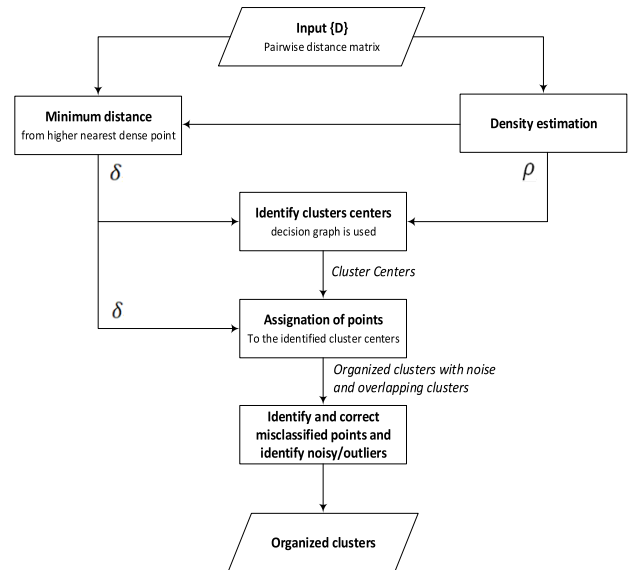 Input {D}
Pairwise distance matrix
Minimum distance
from higher nearest dense point
Density estimation
δ
ρ
Identify clusters centers
decision graph is used
Cluster Centers
δ
Assignation of points
To the identified cluster centers
Organized clusters with noise
and overlapping clusters
Identify and correct
misclassified points and
identify noisy/outliers
Organized clusters